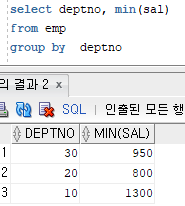 select deptno, min(sal)
from emp
group by  deptno
의 결과 2 ×
SQL | 인출된 모든 행
DEPTNO MIN(SAL)
1 30 950
2 20 800
3 10 1300